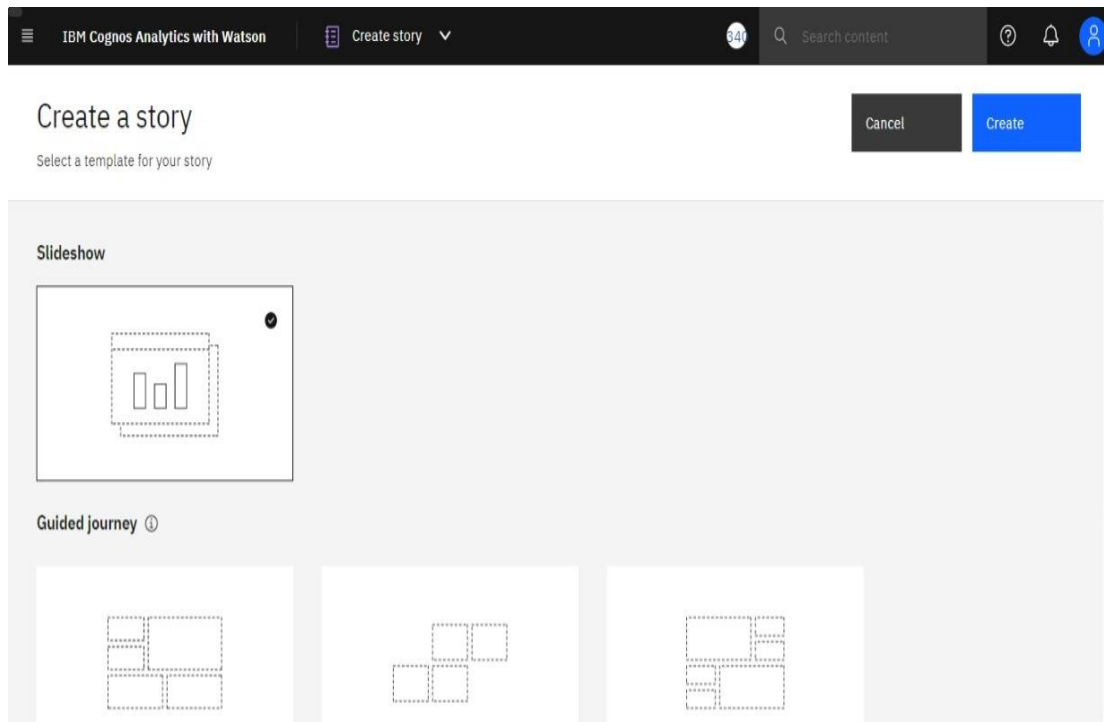 IBM Cognos Analytics with Watson
Create story
340
Search content
Create a story
Cancel
Create
Select a template for your story
Slideshow
Guided journey